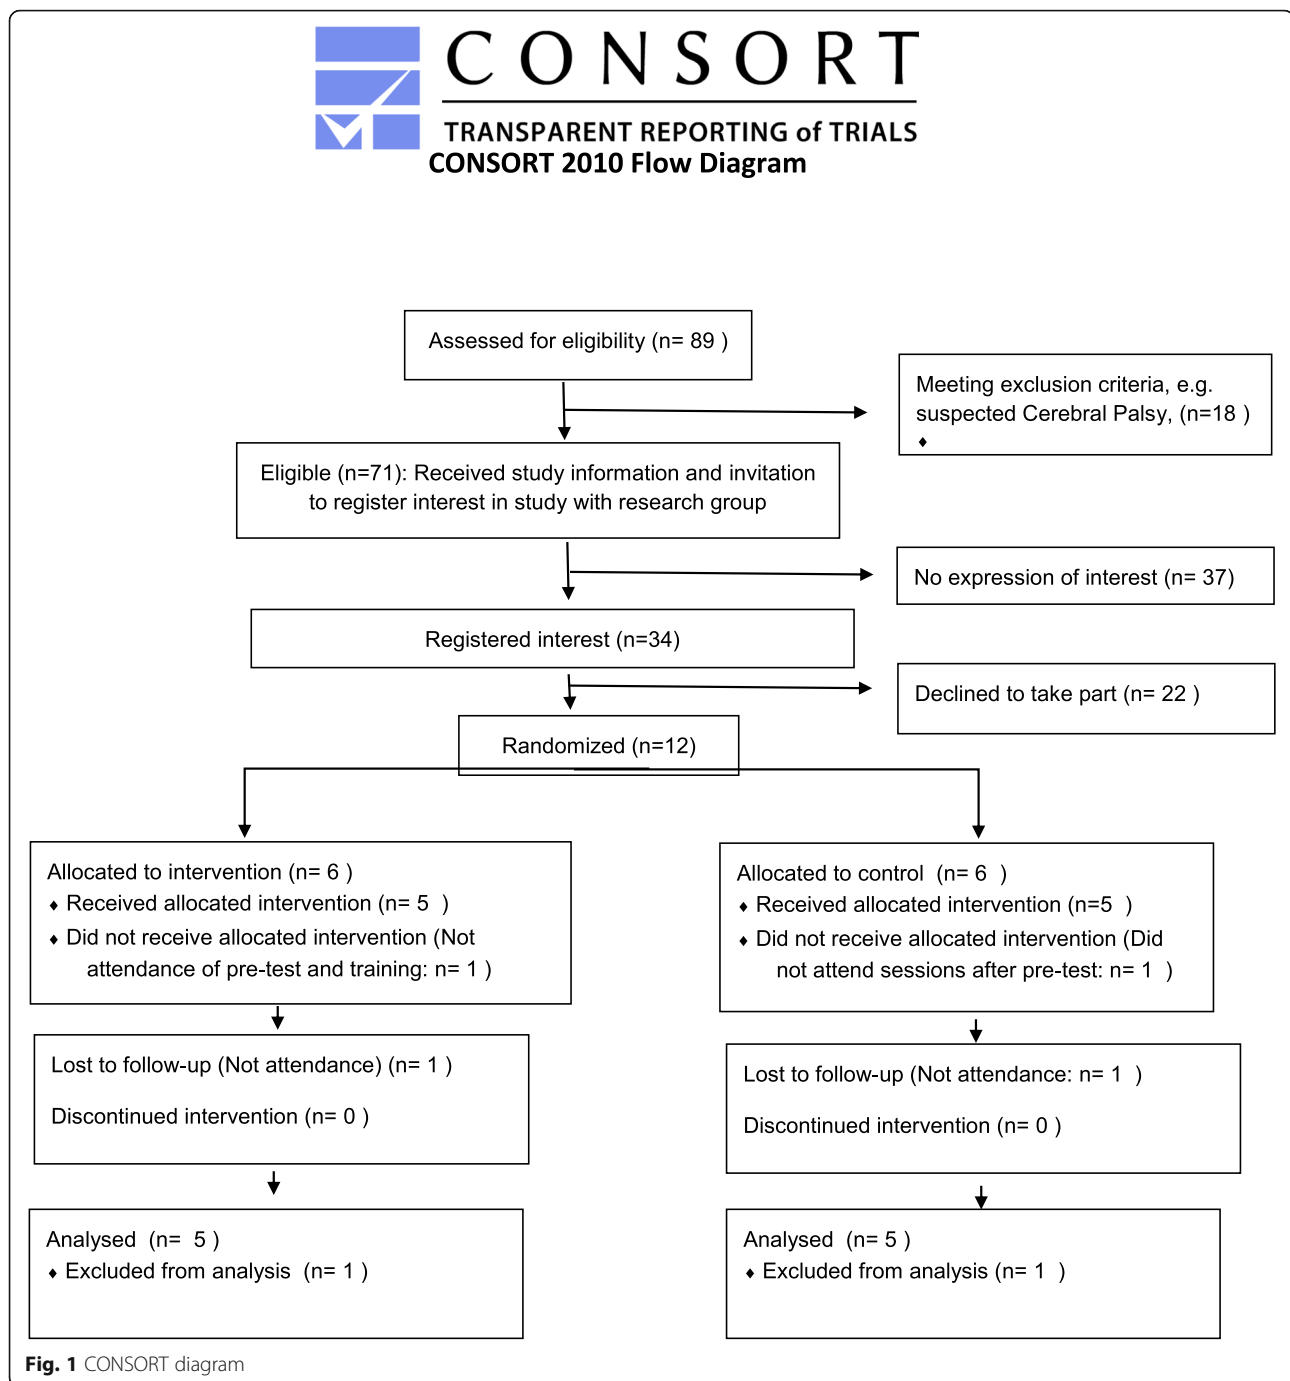 CONSORT
TRANSPARENT REPORTING of TRIALS
CONSORT 2010 Flow Diagram
Assessed for eligibility (n= 89 )
Meeting exclusion criteria, e.g.
suspected Cerebral Palsy, (n=18 )
♦
Eligible (n=71): Received study information and invitation
to register interest in study with research group
No expression of interest (n= 37)
Registered interest (n=34)
Declined to take part (n= 22 )
Randomized (n=12)
Allocated to intervention (n= 6 )
♦ Received allocated intervention (n= 5 )
♦ Did not receive allocated intervention (Not
attendance of pre-test and training: n= 1 )
Allocated to control (n= 6 )
♦ Received allocated intervention (n=5 )
♦ Did not receive allocated intervention (Did
not attend sessions after pre-test: n= 1 )
Lost to follow-up (Not attendance) (n= 1 )
Discontinued intervention (n= 0 )
Lost to follow-up (Not attendance: n= 1 )
Discontinued intervention (n= 0 )
Analysed (n= 5 )
♦ Excluded from analysis (n= 1 )
Analysed (n= 5 )
♦ Excluded from analysis (n= 1 )
Fig. 1 CONSORT diagram